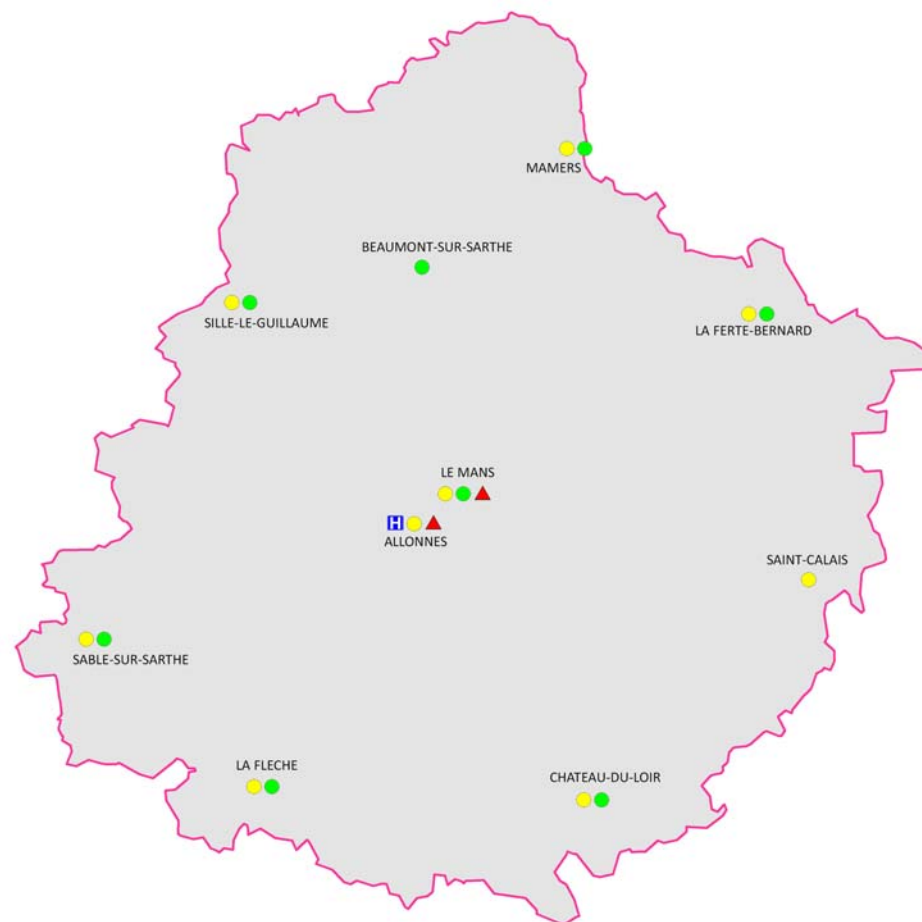 MAMERS
BEAUMONT-SUR-SARTHE
SILLE-LE-GUILLAUME
LA FERTE-BERNARD
LE MANS
H
ALLONNES
SAINT-CALAIS
SABLE-SUR-SARTHE
LA FLECHE
CHATEAU-DU-LOIR